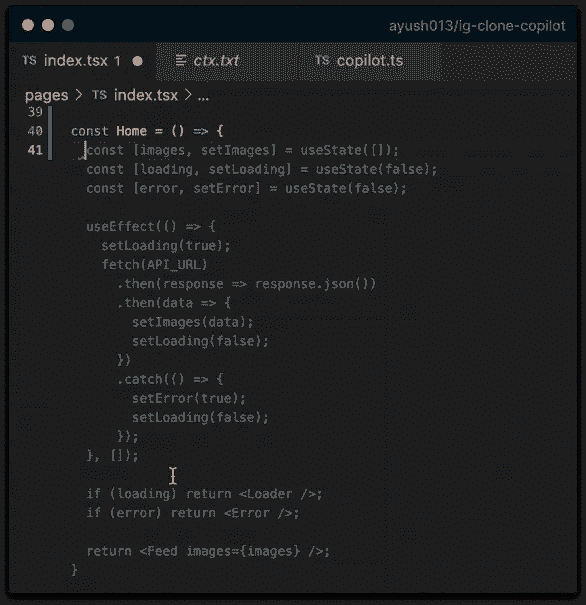 ayush013/ig-clone-copilot
TS index.tsx 1 ctx.txt TS copilot.ts
pages > TS index.tsx > ...
39
40 const Home = () => {
41 const [images, setImages] = useState([]);
const [loading, setLoading] = useState(false);
const [error, setError] = useState(false);
useEffect(() => {
setLoading(true);
fetch(API_URL)
.then(response => response.json())
.then(data => {
setImages(data);
setLoading(false);
})
.catch(() => {
setError(true);
setLoading(false);
});
}, []);
if (loading) return <Loader />;
if (error) return <Error />;
return <Feed images={images} />;
}